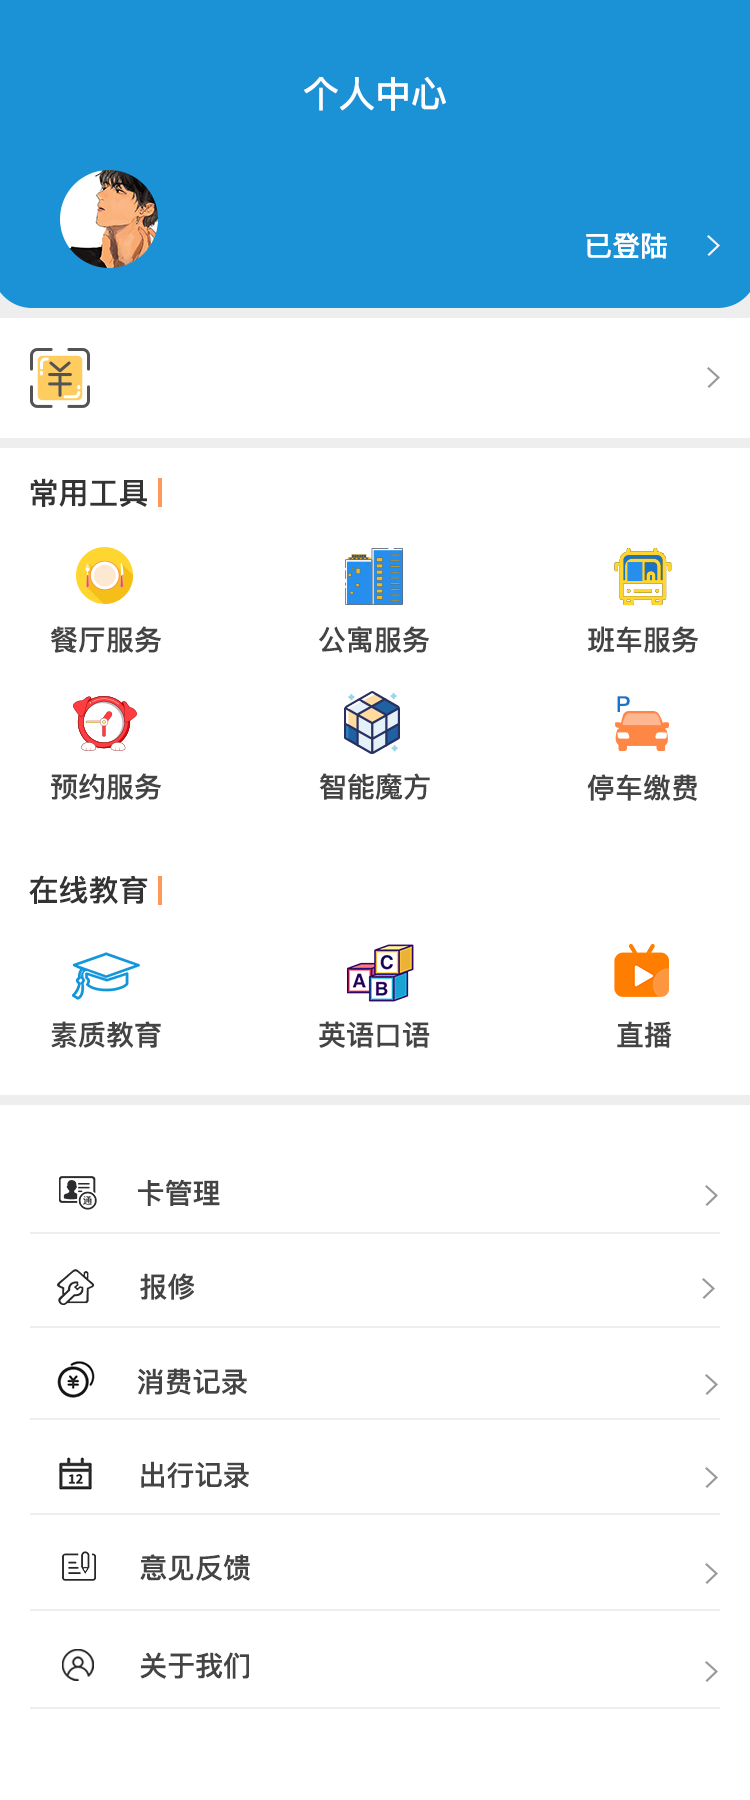 个人中心
已登陆
常用工具
餐厅服务
公寓服务
班车服务
预约服务
智能魔方
P
停车缴费
在线教育
素质教育
A B C
英语口语
直播
通
卡管理
报修
¥
消费记录
12
出行记录
意见反馈
关于我们